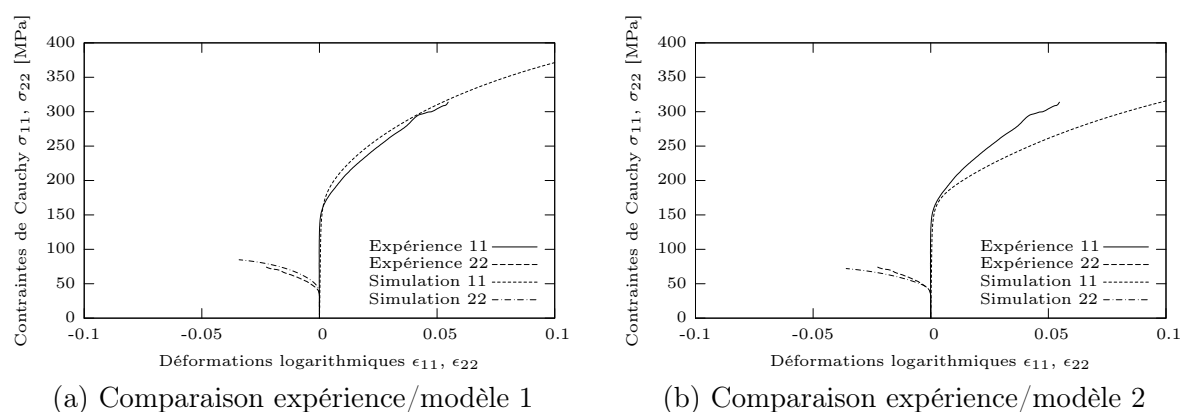 Contraintes de Cauchy σ11, σ22 [MPa]
400
350
300
250
200
150
100
50
0
-0.1
-0.05
0
0.05
0.1
Expérience 11
Expérience 22
Simulation 11
Simulation 22
Déformations logarithmiques ϵ11, ϵ22
(a) Comparaison expérience/modèle 1
Contraintes de Cauchy σ11, σ22 [MPa]
400
350
300
250
200
150
100
50
0
-0.1
-0.05
0
0.05
0.1
Expérience 11
Expérience 22
Simulation 11
Simulation 22
Déformations logarithmiques ϵ11, ϵ22
(b) Comparaison expérience/modèle 2